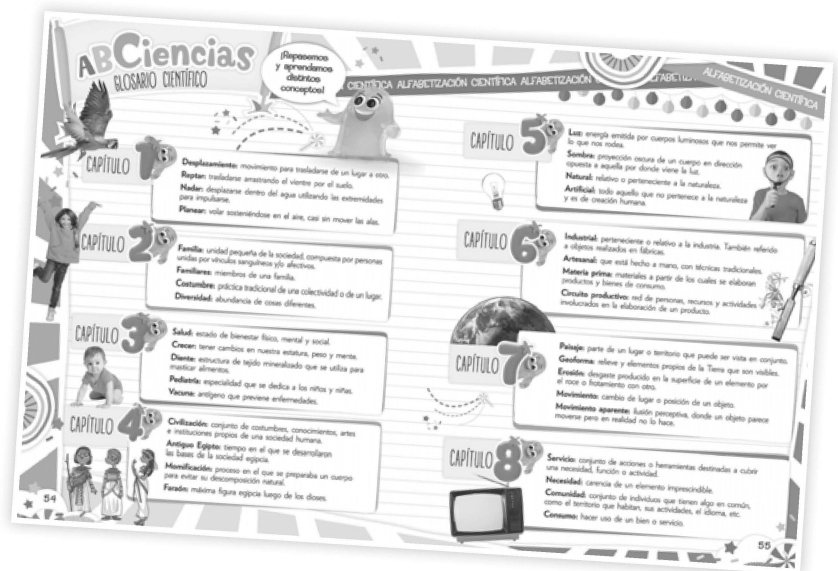 ABCiencias
GLOSARIO CIENTÍFICO
¡Repasemos
y aprendamos
distintos
conceptos!
CIENTÍFICA ALFABETIZACIÓN CIENTÍFICA ALFABETIZACIÓN
ALFABETIZACIÓN CIENTÍFICA
CAPÍTULO 1
Desplazamiento: movimiento para trasladarse de un lugar a otro.
Reptar: trasladarse arrastrando el vientre por el suelo.
Nadar: desplazarse dentro del agua utilizando las extremidades
para impulsarse.
Planear: volar sosteniéndose en el aire, casi sin mover las alas.
CAPÍTULO 2
Familia: unidad pequeña de la sociedad, compuesta por personas
unidas por vínculos sanguíneos y/o afectivos.
Familiares: miembros de una familia.
Costumbre: práctica tradicional de una colectividad o de un lugar.
Diversidad: abundancia de cosas diferentes.
CAPÍTULO 3
Salud: estado de bienestar físico, mental y social.
Crecer: tener cambios en nuestra estatura, peso y mente.
Diente: estructura de tejido mineralizado que se utiliza para
masticar alimentos.
Pediatría: especialidad que se dedica a los niños y niñas.
Vacuna: antígeno que previene enfermedades.
CAPÍTULO 4
Civilización: conjunto de costumbres, conocimientos, artes
e instituciones propios de una sociedad humana.
Antiguo Egipto: tiempo en el que se desarrollaron
las bases de la sociedad egipcia.
Momificación: proceso en el que se preparaba un cuerpo
para evitar su descomposición natural.
Faraón: máxima figura egipcia luego de los dioses.
54
CAPÍTULO 5
Luz: energía emitida por cuerpos luminosos que nos permite ver
lo que nos rodea.
Sombra: proyección oscura de un cuerpo en dirección
opuesta a aquella por donde viene la luz.
Natural: relativo o perteneciente a la naturaleza.
Artificial: todo aquello que no pertenece a la naturaleza
y es de creación humana.
CAPÍTULO 6
Industrial: perteneciente o relativo a la industria. También referido
a objetos realizados en fábricas.
Artesanal: que está hecho a mano, con técnicas tradicionales.
Materia prima: materiales a partir de los cuales se elaboran
productos y bienes de consumo.
Circuito productivo: red de personas, recursos y actividades
involucrados en la elaboración de un producto.
CAPÍTULO 7
Paisaje: parte de un lugar o territorio que puede ser vista en conjunto.
Geoforma: relieve y elementos propios de la Tierra que son visibles.
Erosión: desgaste producido en la superficie de un elemento por
el roce o frotamiento con otro.
Movimiento: cambio de lugar o posición de un objeto.
Movimiento aparente: ilusión perceptiva, donde un objeto parece
moverse pero en realidad no lo hace.
CAPÍTULO 8
Servicio: conjunto de acciones o herramientas destinadas a cubrir
una necesidad, función o actividad.
Necesidad: carencia de un elemento imprescindible.
Comunidad: conjunto de individuos que tienen algo en común,
como el territorio que habitan, sus actividades, el idioma, etc.
Consumo: hacer uso de un bien o servicio.
55